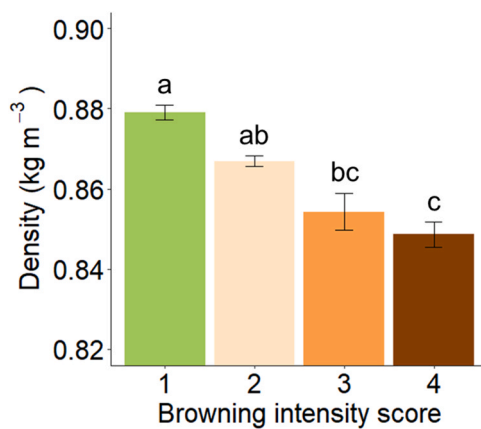 Density (kg m⁻³)
0.90
0.88
0.86
0.84
0.82
a
ab
bc
c
1 2 3 4
Browning intensity score